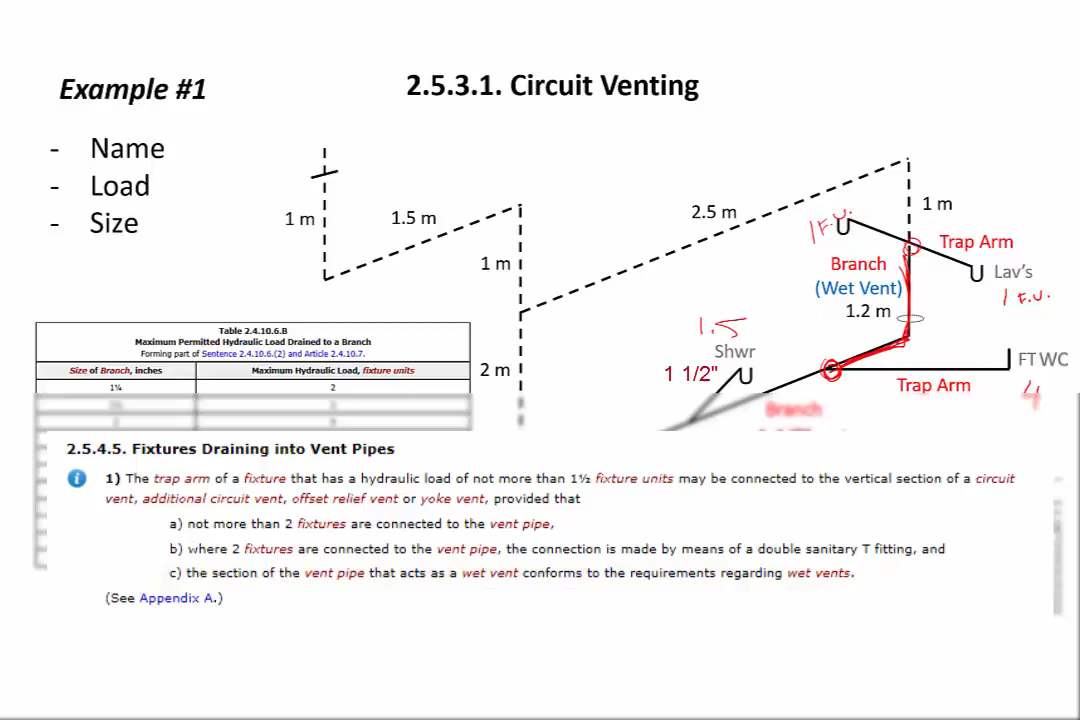 Example #1
2.5.3.1. Circuit Venting
- Name
- Load
- Size
1 m
1.5 m
1 m
2 m
2.5 m
1 m
1 F.U.
U
Trap Arm
Branch
(Wet Vent)
1.2 m
U
Lav's
1 F.U.
1.5
Shwr
1 1/2"
U
FT WC
4
Trap Arm
Branch
Table 2.4.10.6.B
Maximum Permitted Hydraulic Load Drained to a Branch
Forming part of Sentence 2.4.10.6.(2) and Article 2.4.10.7.
Size of Branch, inches
Maximum Hydraulic Load, fixture units
1¼
2
2.5.4.5. Fixtures Draining into Vent Pipes
1) The trap arm of a fixture that has a hydraulic load of not more than 1½ fixture units may be connected to the vertical section of a circuit
vent, additional circuit vent, offset relief vent or yoke vent, provided that
a) not more than 2 fixtures are connected to the vent pipe,
b) where 2 fixtures are connected to the vent pipe, the connection is made by means of a double sanitary T fitting, and
c) the section of the vent pipe that acts as a wet vent conforms to the requirements regarding wet vents.
(See Appendix A.)